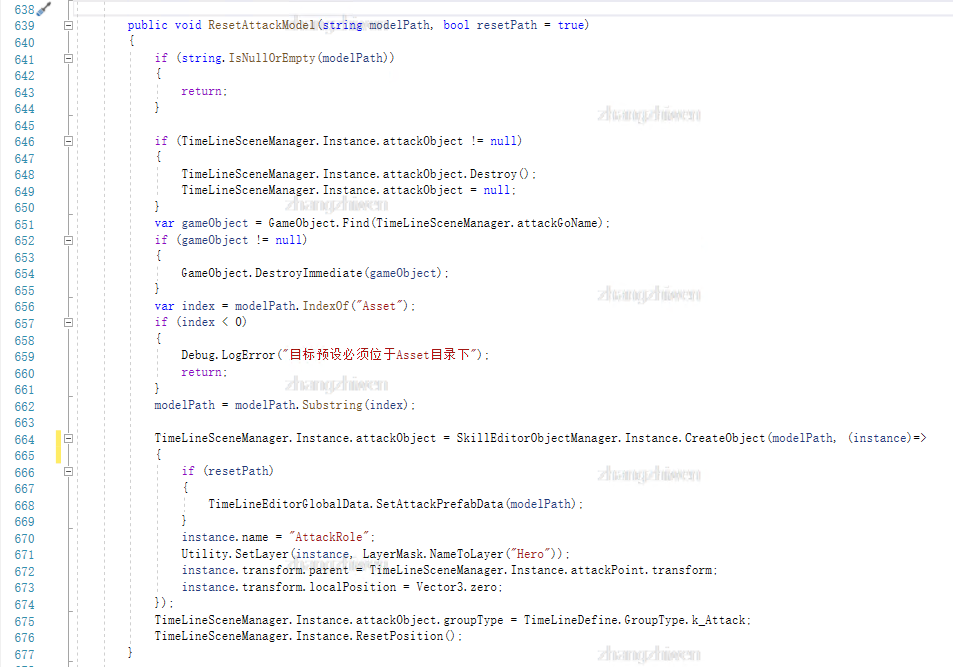 638
639 public void ResetAttackModel(string modelPath, bool resetPath = true)
640 {
641 if (string.IsNullOrEmpty(modelPath))
642 {
643 return;
644 }
645
646 if (TimeLineSceneManager.Instance.attackObject != null)
647 {
648 TimeLineSceneManager.Instance.attackObject.Destroy();
649 TimeLineSceneManager.Instance.attackObject = null;
650 }
651 var gameObject = GameObject.Find(TimeLineSceneManager.attackGoName);
652 if (gameObject != null)
653 {
654 GameObject.DestroyImmediate(gameObject);
655 }
656 var index = modelPath.IndexOf("Asset");
657 if (index < 0)
658 {
659 Debug.LogError("目标预设必须位于Asset目录下");
660 return;
661 }
662 modelPath = modelPath.Substring(index);
663
664 TimeLineSceneManager.Instance.attackObject = SkillEditorObjectManager.Instance.CreateObject(modelPath, (instance)=>
665 {
666 if (resetPath)
667 {
668 TimeLineEditorGlobalData.SetAttackPrefabData(modelPath);
669 }
670 instance.name = "AttackRole";
671 Utility.SetLayer(instance, LayerMask.NameToLayer("Hero"));
672 instance.transform.parent = TimeLineSceneManager.Instance.attackPoint.transform;
673 instance.transform.localPosition = Vector3.zero;
674 });
675 TimeLineSceneManager.Instance.attackObject.groupType = TimeLineDefine.GroupType.k_Attack;
676 TimeLineSceneManager.Instance.ResetPosition();
677 }
zhangzhiwen
zhangzhiwen
zhangzhiwen
zhangzhiwen
zhangzhiwen
zhangzhiwen
zhangzhiwen
zhangzhiwen